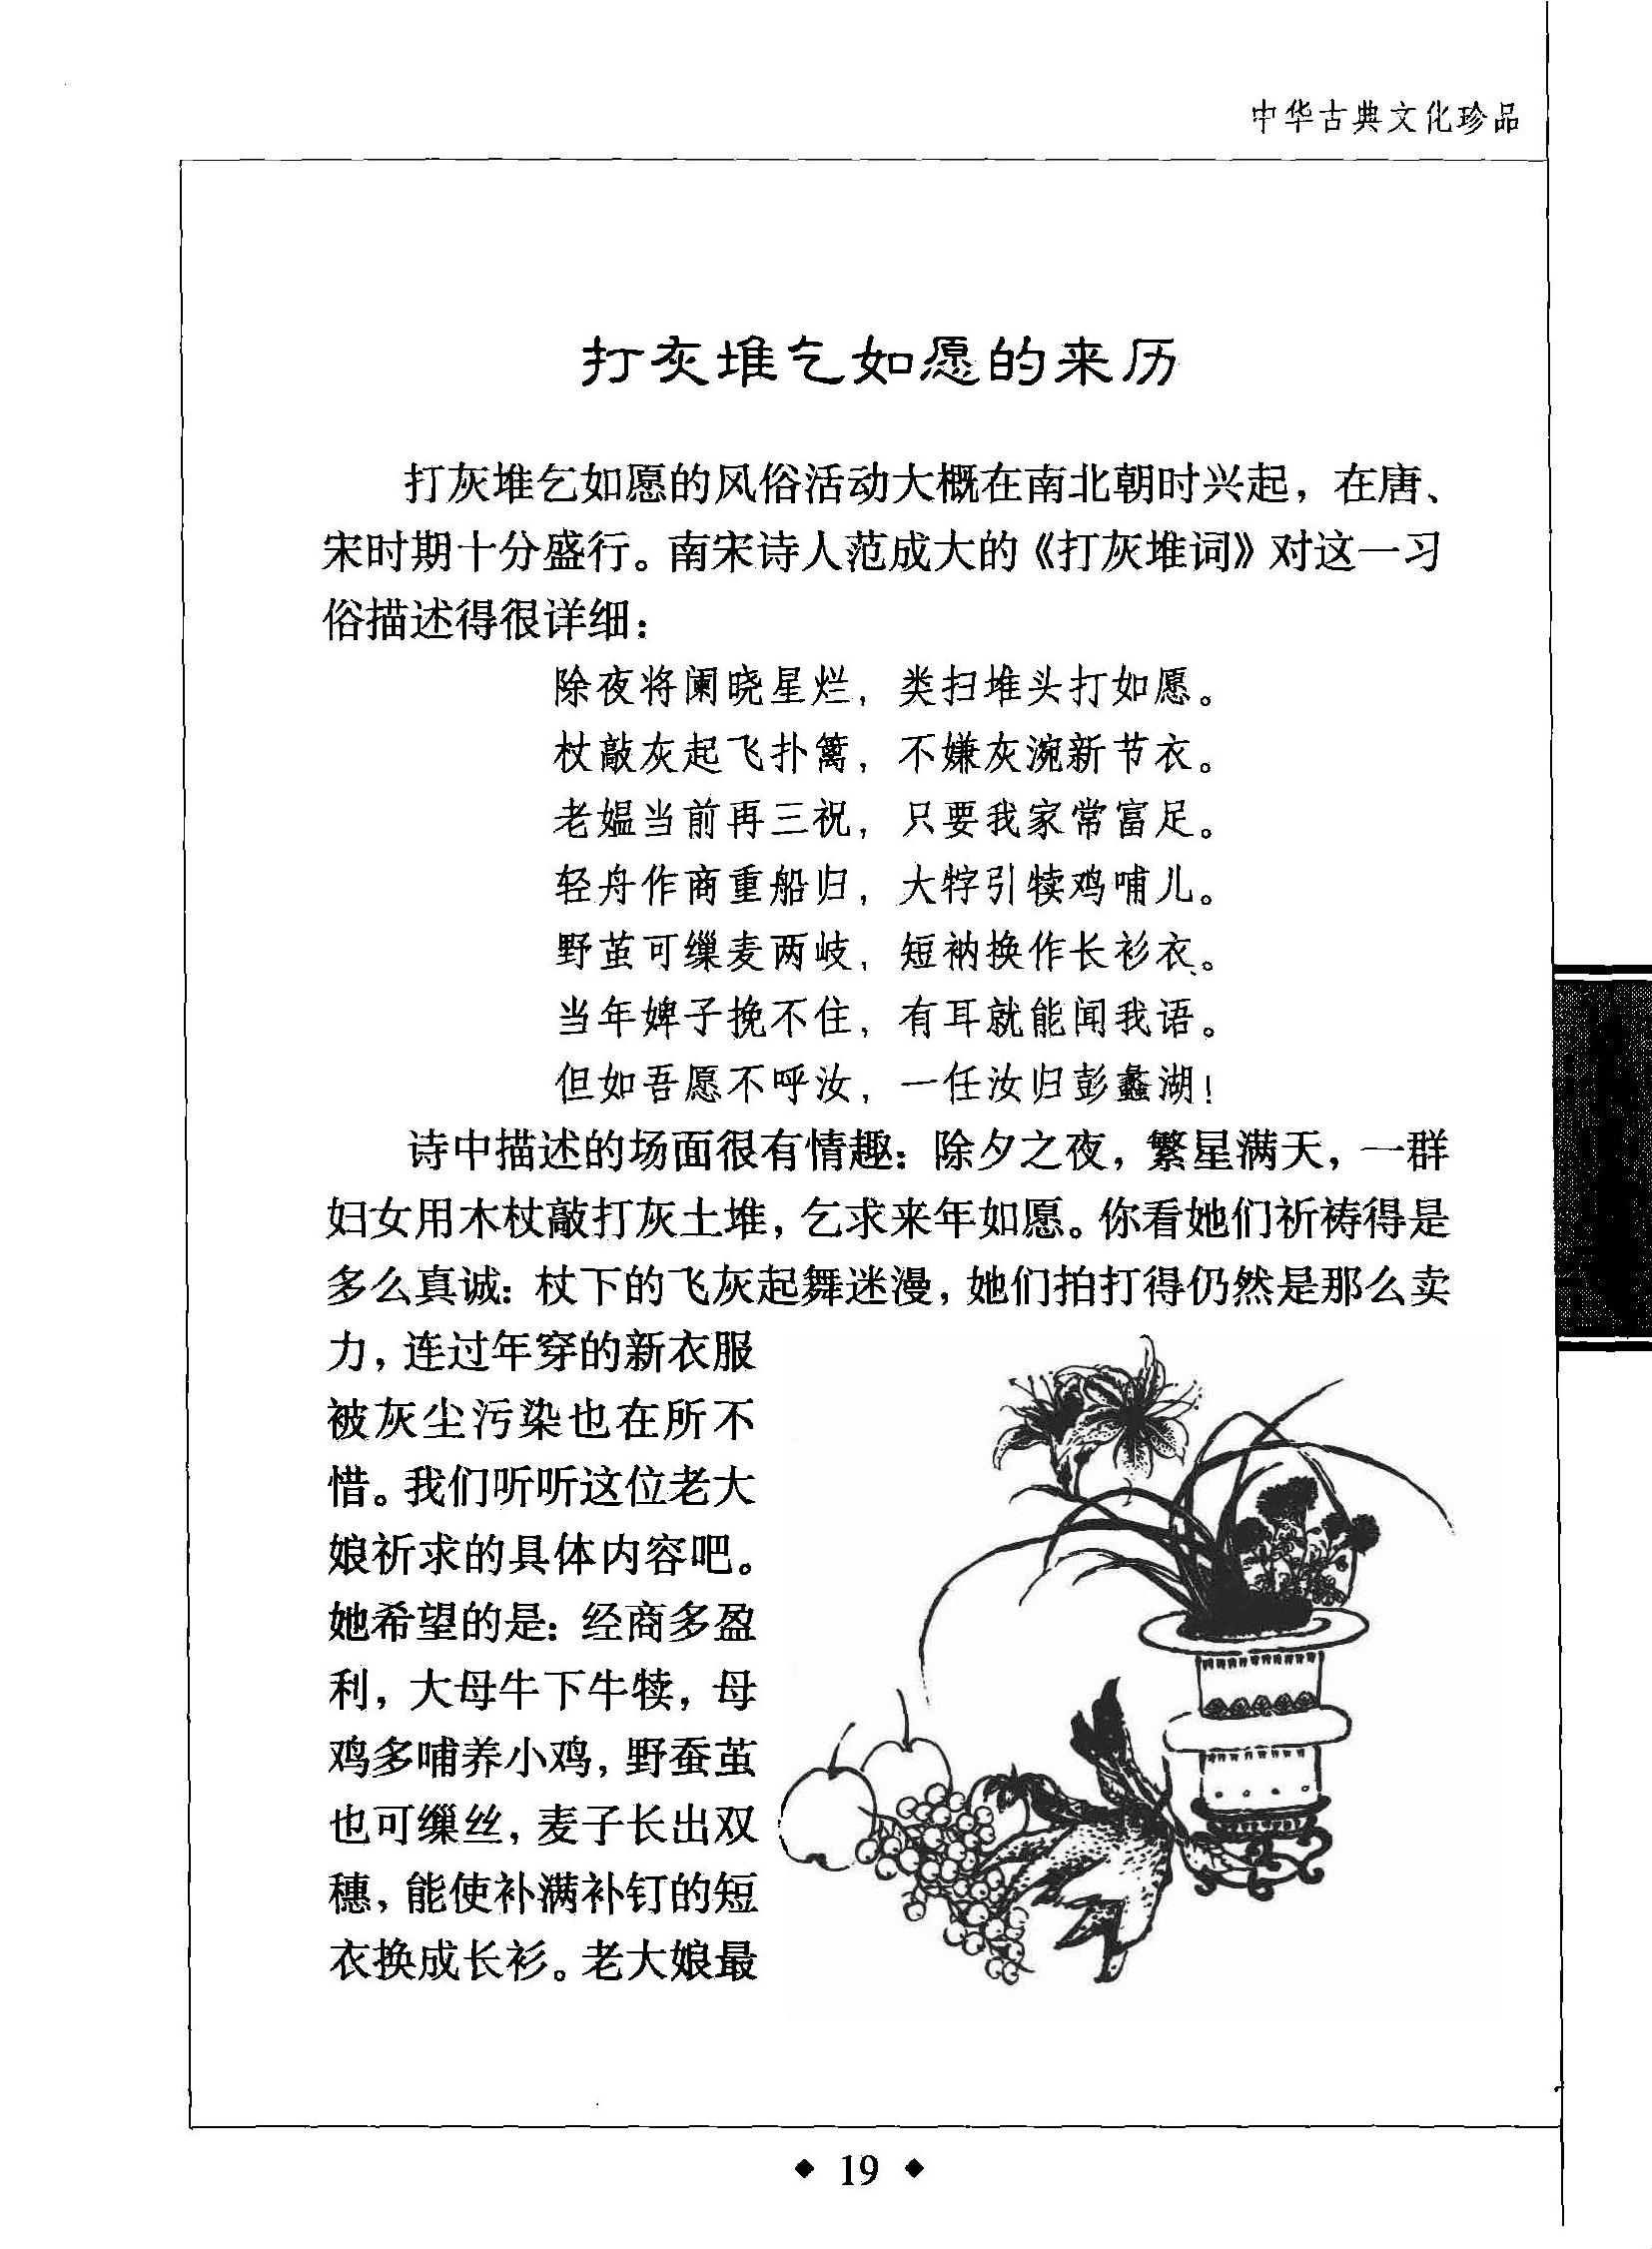 中华古典文化珍品
打灰堆乞如愿的来历
打灰堆乞如愿的风俗活动大概在南北朝时兴起，在唐、
宋时期十分盛行。南宋诗人范成大的《打灰堆词》对这一习
俗描述得很详细：
除夜将阑晓星烂，类扫堆头打如愿。
杖敲灰起飞扑篱，不嫌灰涴新节衣。
老媪当前再三祝，只要我家常富足。
轻舟作商重船归，大牸引犊鸡哺儿。
野茧可缫麦两岐，短衲换作长衫衣。
当年婢子挽不住，有耳就能闻我语。
但如吾愿不呼汝，一任汝归彭蠡湖！
诗中描述的场面很有情趣：除夕之夜，繁星满天，一群
妇女用木杖敲打灰土堆，乞求来年如愿。你看她们祈祷得是
多么真诚：杖下的飞灰起舞迷漫，她们拍打得仍然是那么卖
力，连过年穿的新衣服
被灰尘污染也在所不
惜。我们听听这位老大
娘祈求的具体内容吧。
她希望的是：经商多盈
利，大母牛下牛犊，母
鸡多哺养小鸡，野蚕茧
也可缫丝，麦子长出双
穗，能使补满补钉的短
衣换成长衫。老大娘最
◆ 19 ◆